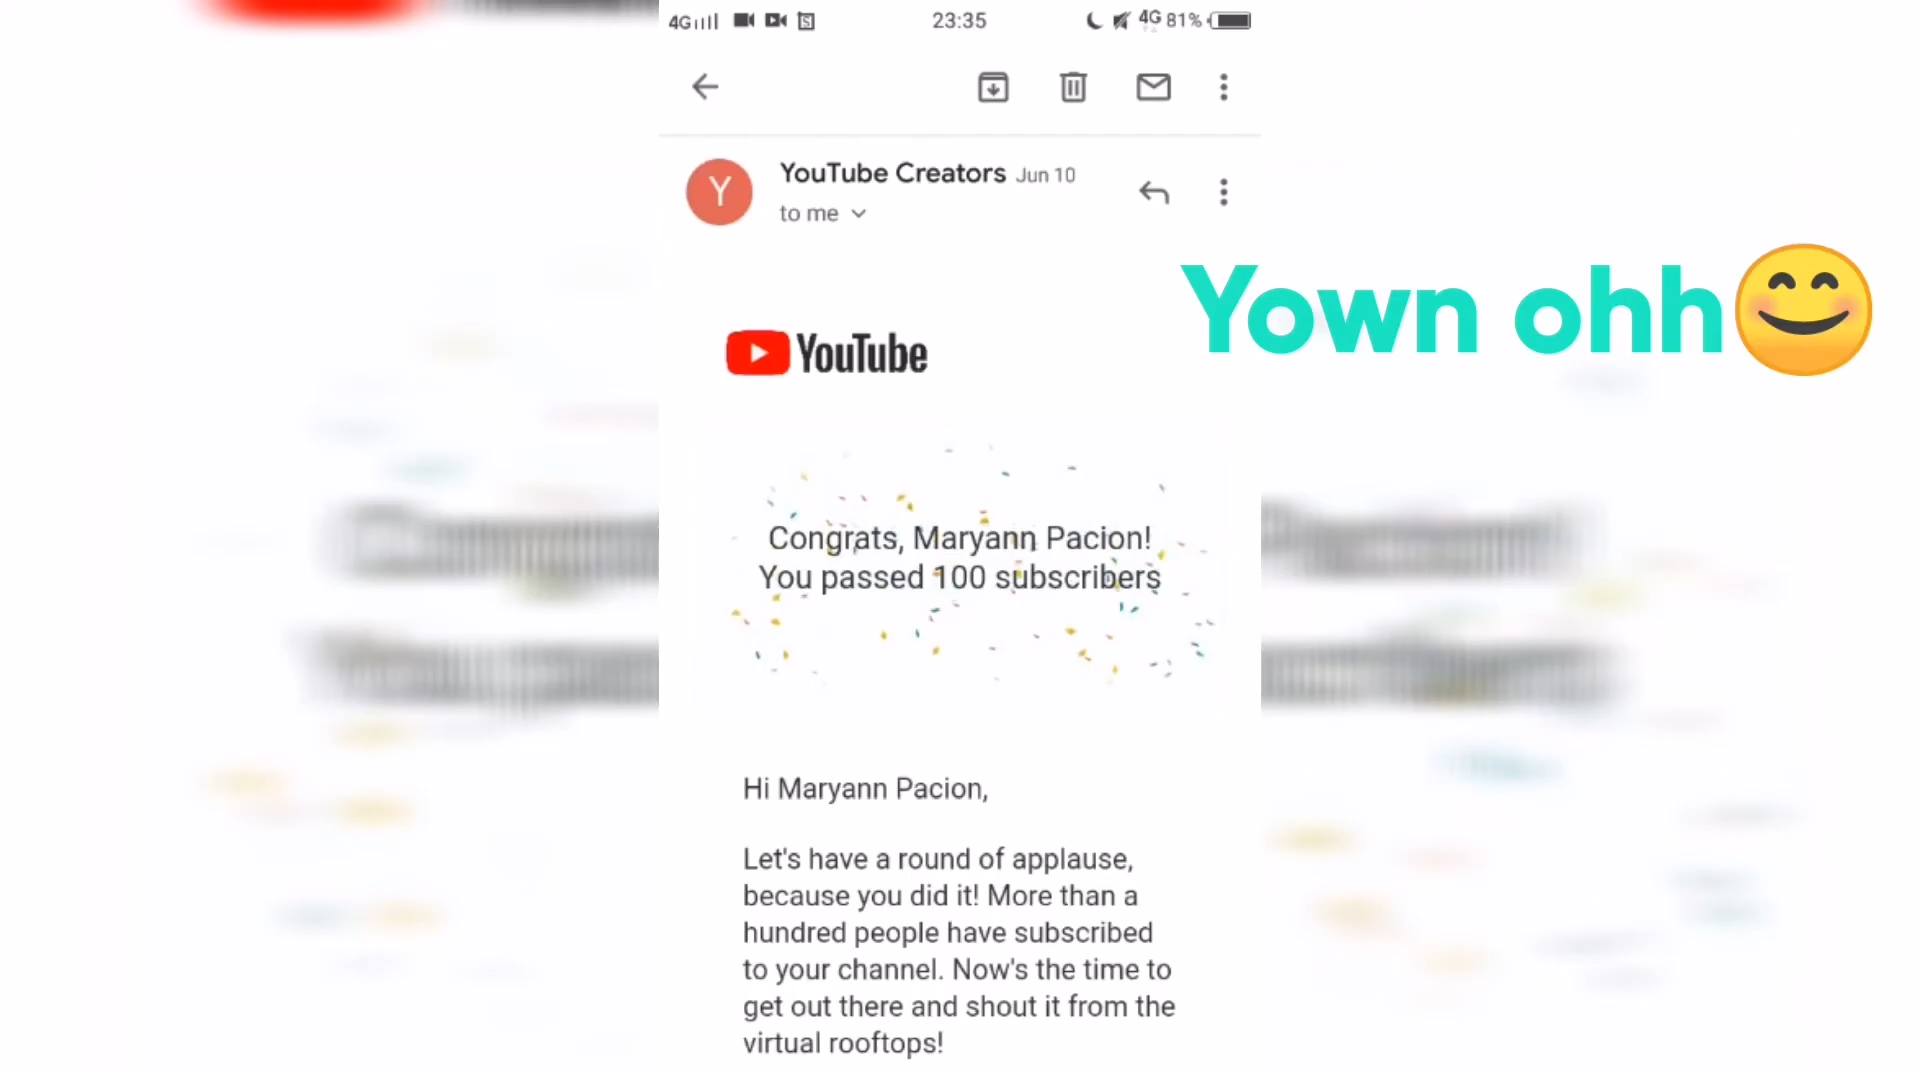 4G 23:35 4G 81%
YouTube Creators Jun 10
Y
to me
Yown ohh😊
YouTube
Congrats, Maryann Pacion!
You passed 100 subscribers
Hi Maryann Pacion,
Let's have a round of applause,
because you did it! More than a
hundred people have subscribed
to your channel. Now's the time to
get out there and shout it from the
virtual rooftops!